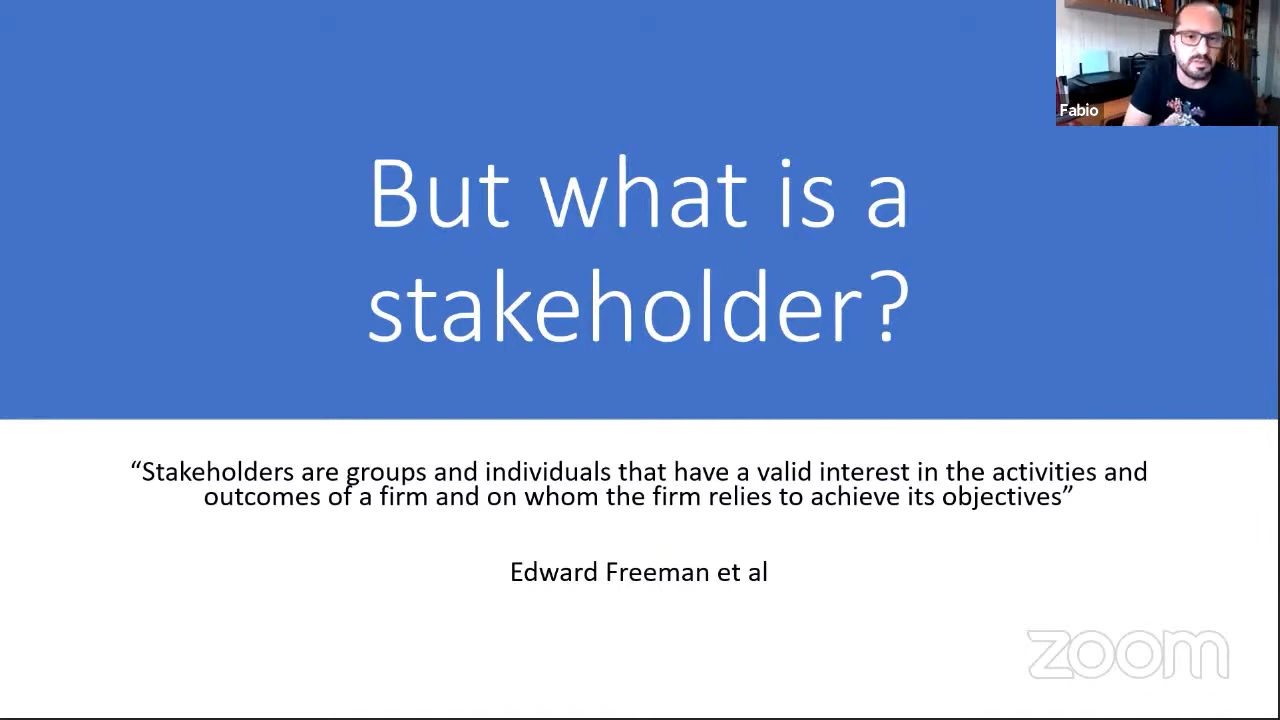 Fabio
But what is a
stakeholder?
“Stakeholders are groups and individuals that have a valid interest in the activities and
outcomes of a firm and on whom the firm relies to achieve its objectives”
Edward Freeman et al
zoom